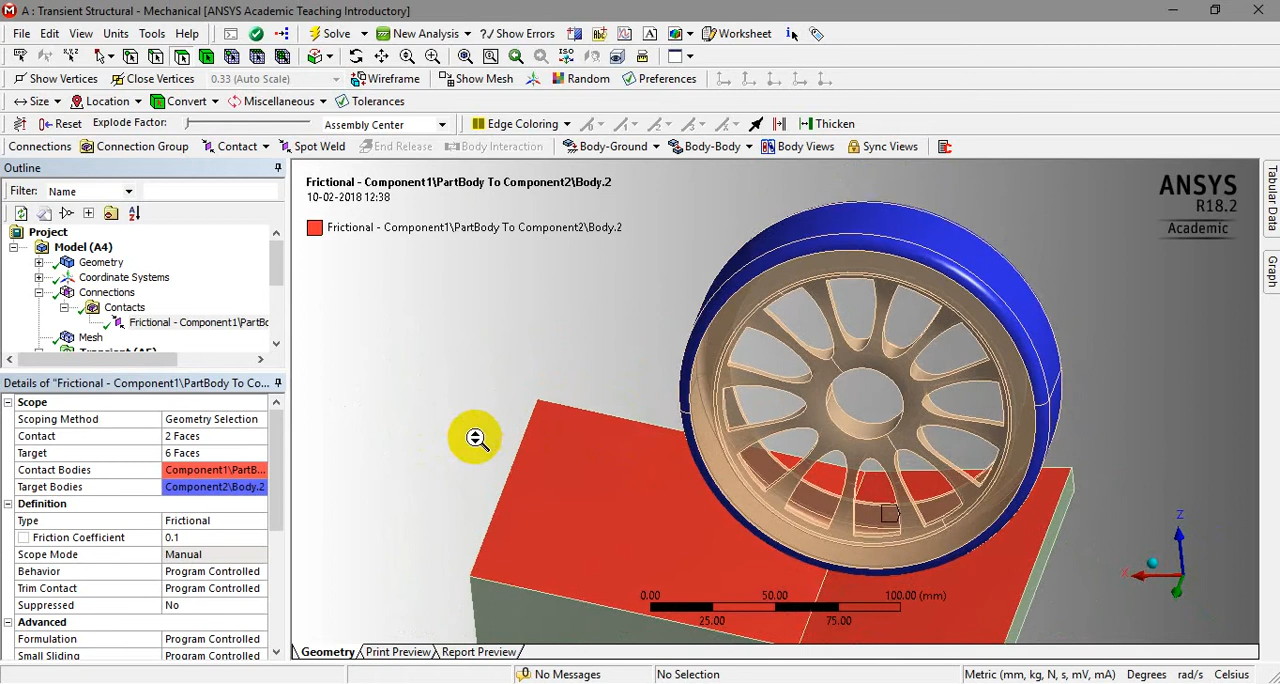 A : Transient Structural - Mechanical [ANSYS Academic Teaching Introductory]
File Edit View Units Tools Help Solve New Analysis ?/ Show Errors Worksheet
Show Vertices Close Vertices 0.33 (Auto Scale) Wireframe Show Mesh Random Preferences
Size Location Convert Miscellaneous Tolerances
Reset Explode Factor: Assembly Center Edge Coloring Thicken
Connections Connection Group Contact Spot Weld End Release Body Interaction Body-Ground Body-Body Body Views Sync Views
Outline
Filter: Name
Project
Model (A4)
Geometry
Coordinate Systems
Connections
Contacts
Frictional - Component1\PartBo
Mesh
Transient (A5)
Details of "Frictional - Component1\PartBody To Co...
Scope
Scoping Method Geometry Selection
Contact 2 Faces
Target 6 Faces
Contact Bodies Component1\PartB...
Target Bodies Component2\Body.2
Definition
Type Frictional
Friction Coefficient 0.1
Scope Mode Manual
Behavior Program Controlled
Trim Contact Program Controlled
Suppressed No
Advanced
Formulation Program Controlled
Small Sliding Program Controlled
Frictional - Component1\PartBody To Component2\Body.2
10-02-2018 12:38
Frictional - Component1\PartBody To Component2\Body.2
ANSYS
R18.2
Academic
Z
X
0.00 50.00 100.00 (mm)
25.00 75.00
Geometry Print Preview Report Preview
Tabular Data
Graph
0 No Messages No Selection Metric (mm, kg, N, s, mV, mA) Degrees rad/s Celsius